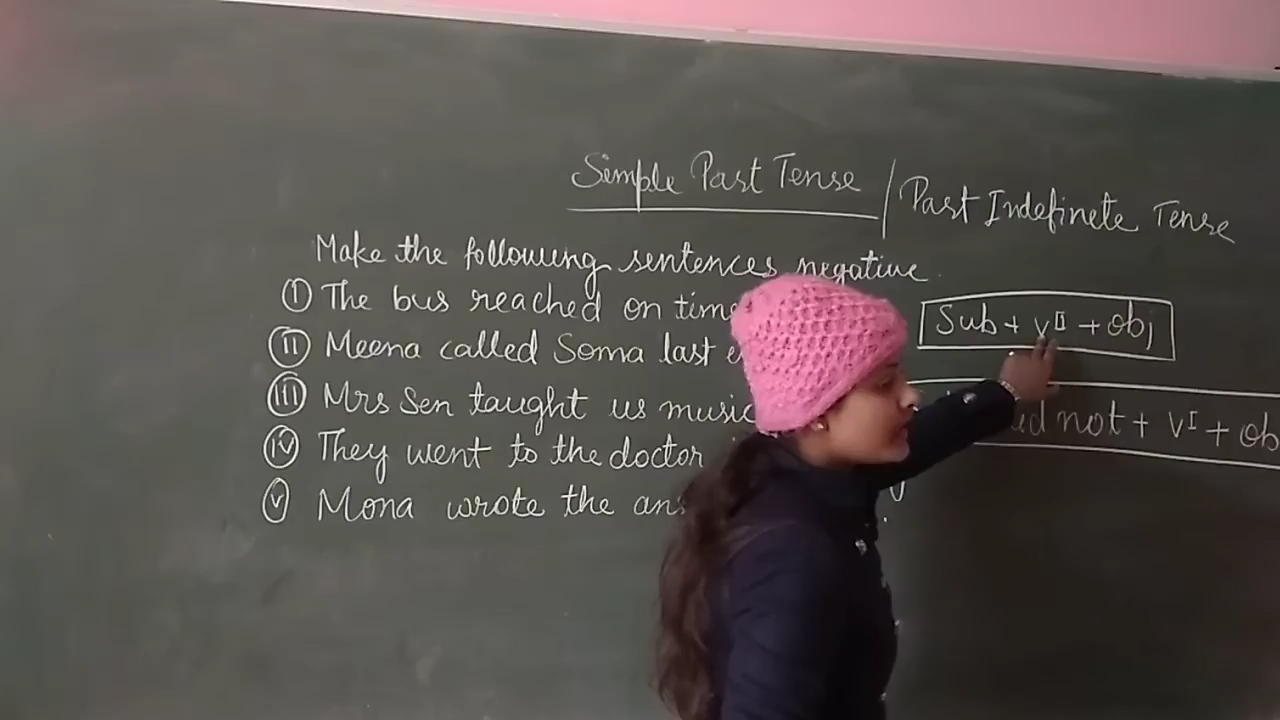 Simple Past Tense / Past Indefinete Tense
Make the following sentences negative.
(I) The bus reached on time
(II) Meena called Soma last
(III) Mrs Sen taught us music
(iv) They went to the doctor
(v) Mona wrote the
Sub + VII + Obj
not + VI + ob